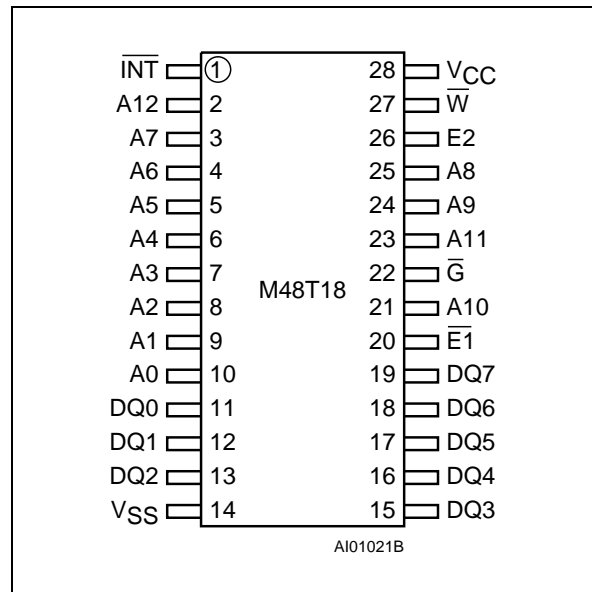 I̅N̅T̅ 1 28 VCC
A12 2 27 W̅
A7 3 26 E2
A6 4 25 A8
A5 5 24 A9
A4 6 23 A11
A3 7 22 G̅
M48T18
A2 8 21 A10
A1 9 20 E̅1̅
A0 10 19 DQ7
DQ0 11 18 DQ6
DQ1 12 17 DQ5
DQ2 13 16 DQ4
VSS 14 15 DQ3
AI01021B